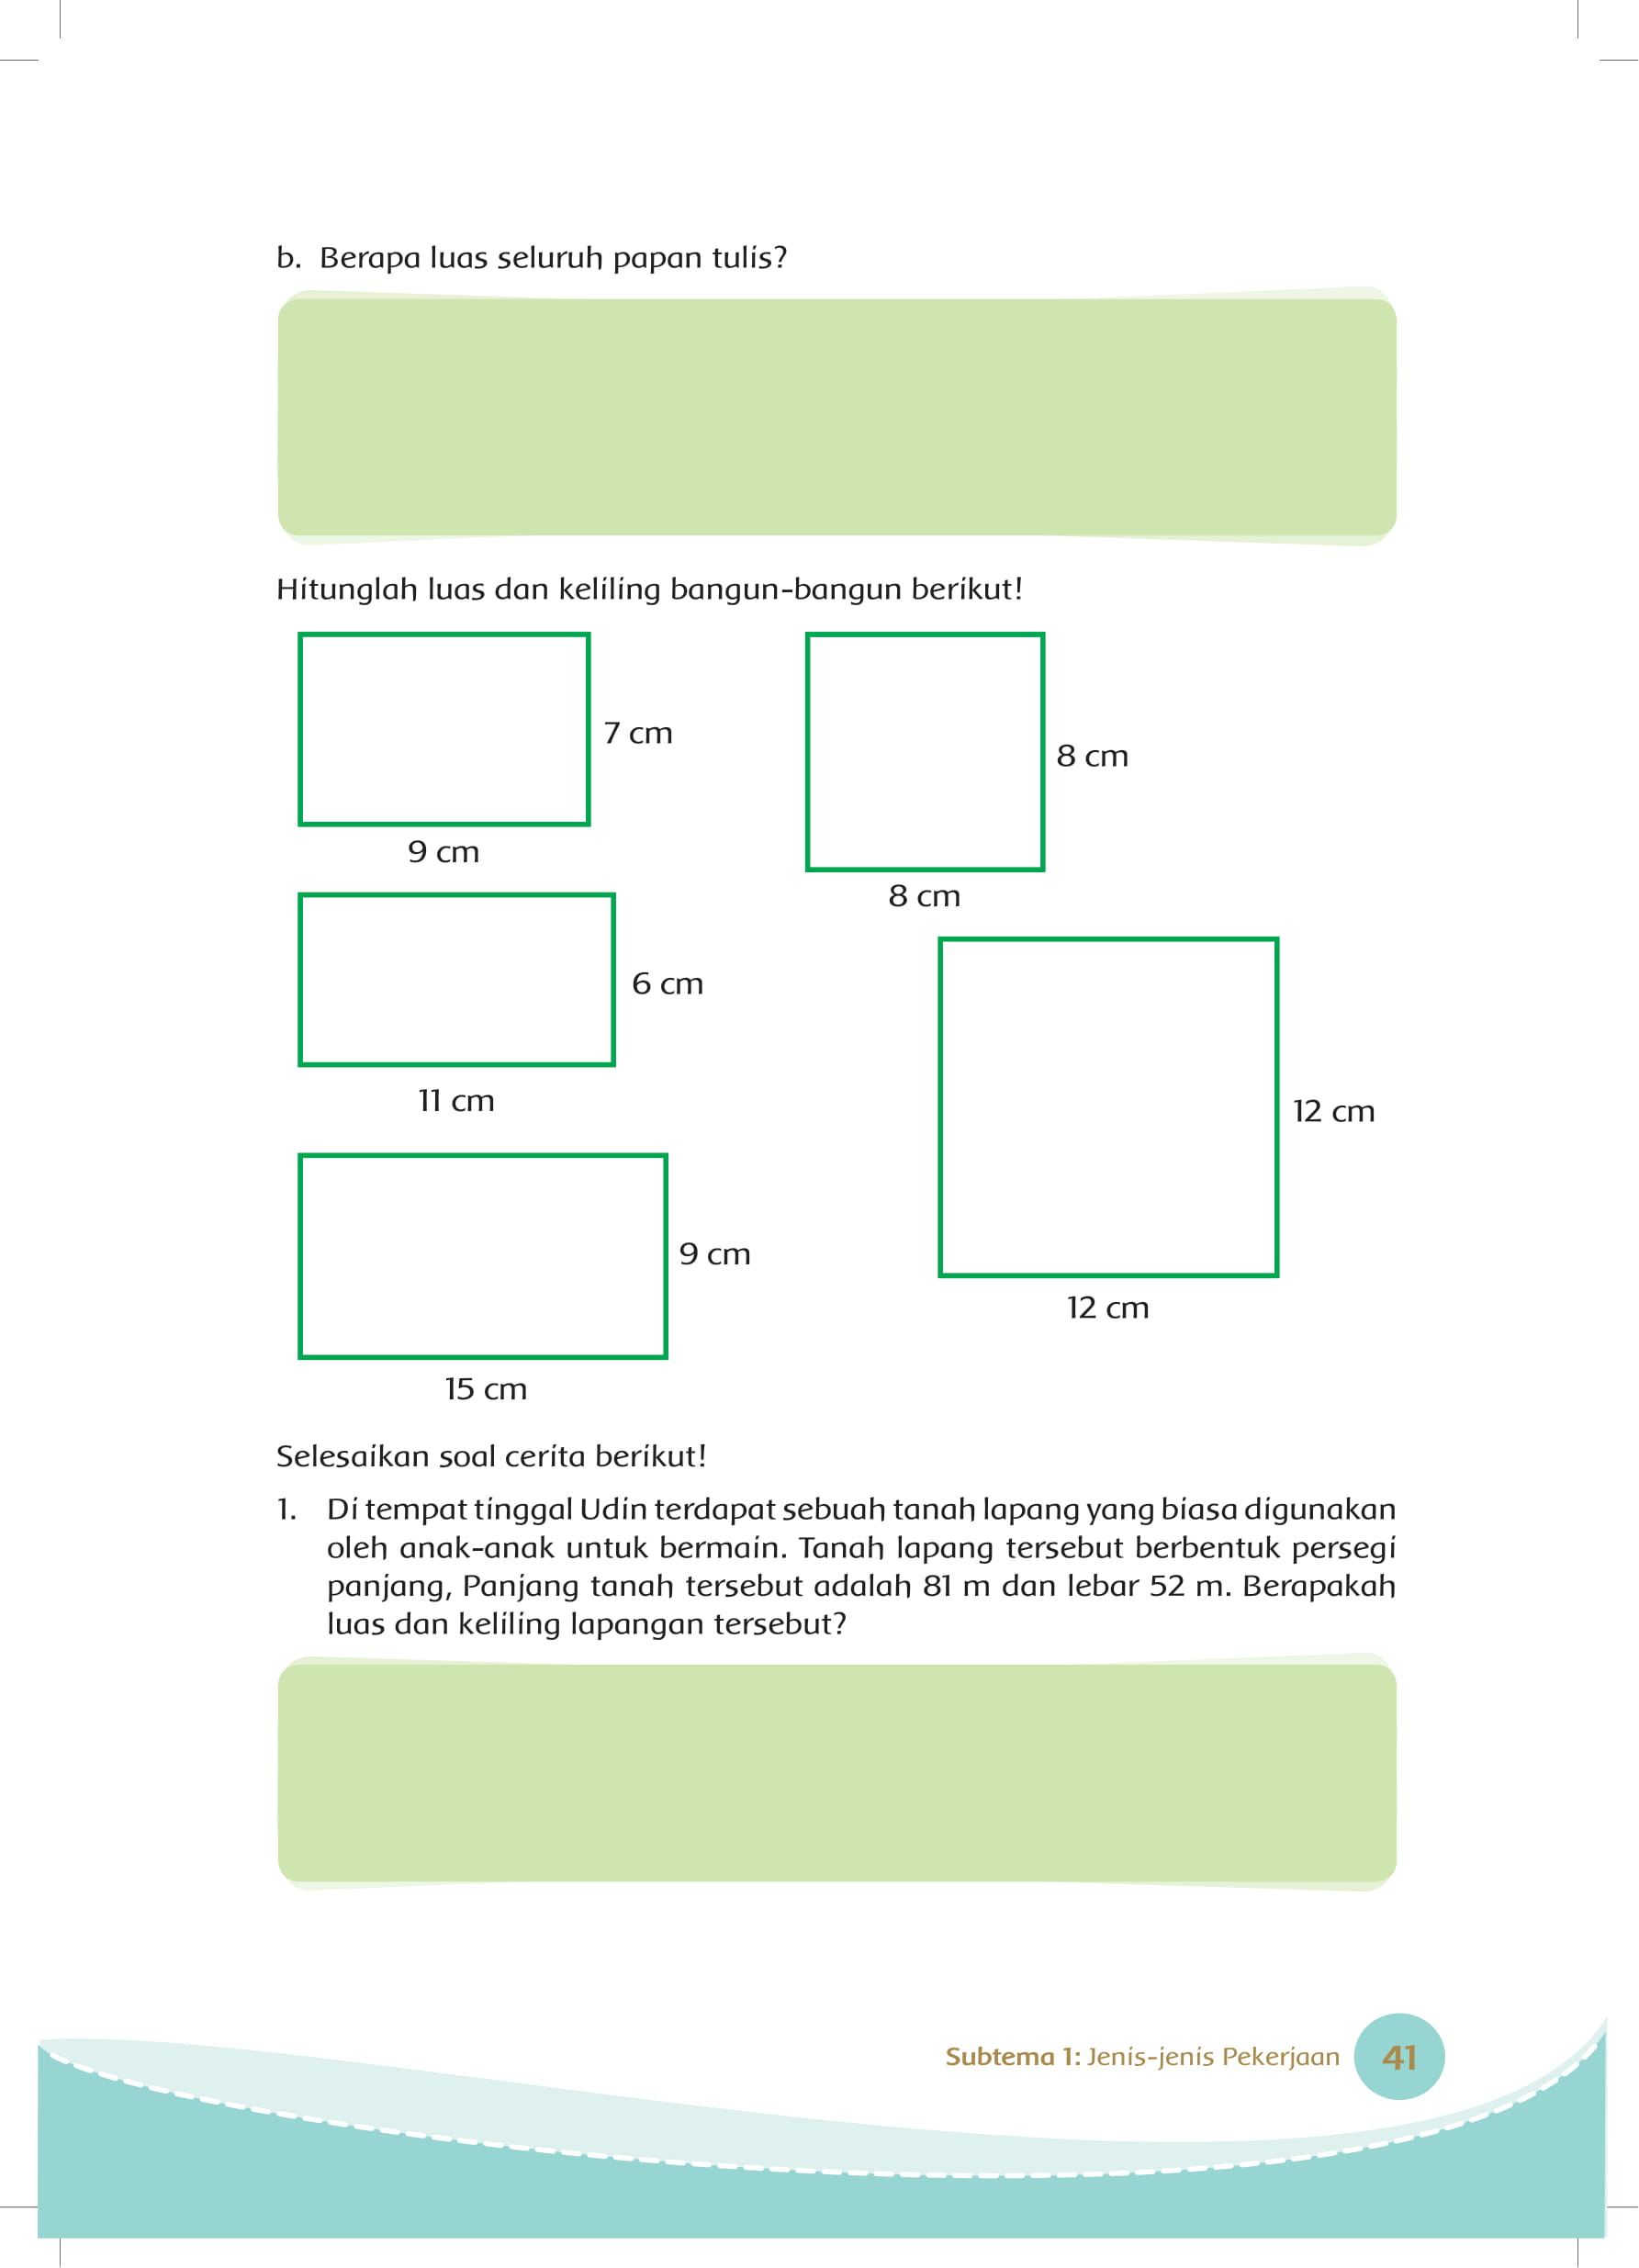 b. Berapa luas seluruh papan tulis?
Hitunglah luas dan keliling bangun-bangun berikut!
7 cm
9 cm
8 cm
8 cm
6 cm
11 cm
12 cm
12 cm
9 cm
15 cm
Selesaikan soal cerita berikut!
1. Di tempat tinggal Udin terdapat sebuah tanah lapang yang biasa digunakan
oleh anak-anak untuk bermain. Tanah lapang tersebut berbentuk persegi
panjang, Panjang tanah tersebut adalah 81 m dan lebar 52 m. Berapakah
luas dan keliling lapangan tersebut?
Subtema 1: Jenis-jenis Pekerjaan 41